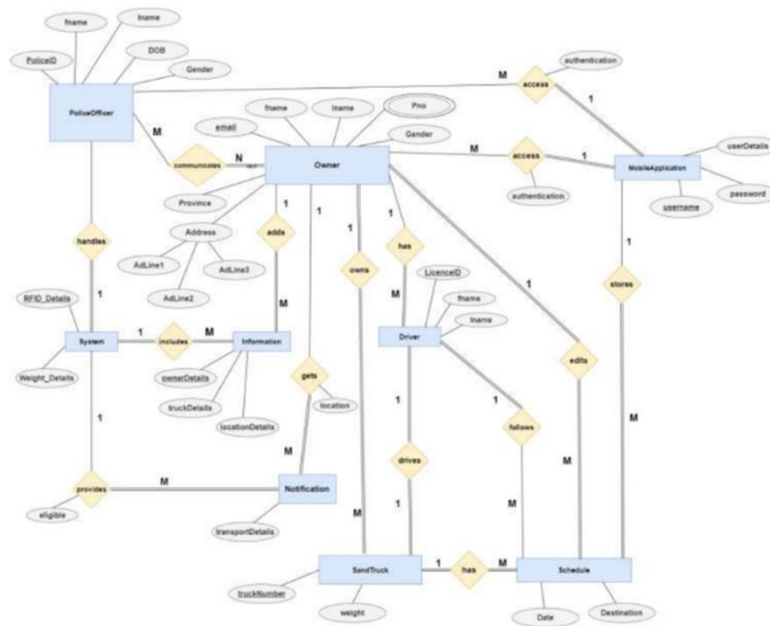 fname
lname
PoliceID
DOB
Gender
authentication
PoliceOfficer
M
access
1
fname
lname
Pno
email
Gender
M
communicates
N
Owner
M
access
1
MobileApplication
userDetails
authentication
password
username
Province
Address
AdLine1
AdLine2
AdLine3
1
1
1
1
1
1
handles
adds
has
owns
stores
LicenceID
fname
lname
1
M
M
RFID_Details
System
1
includes
M
Information
Driver
edits
Weight_Details
ownerDetails
truckDetails
locationDetails
gets
location
1
1
1
follows
drives
M
M
M
M
provides
M
Notification
eligible
transportDetails
M
1
SandTruck
1
has
M
Schedule
truckNumber
weight
Date
Destination